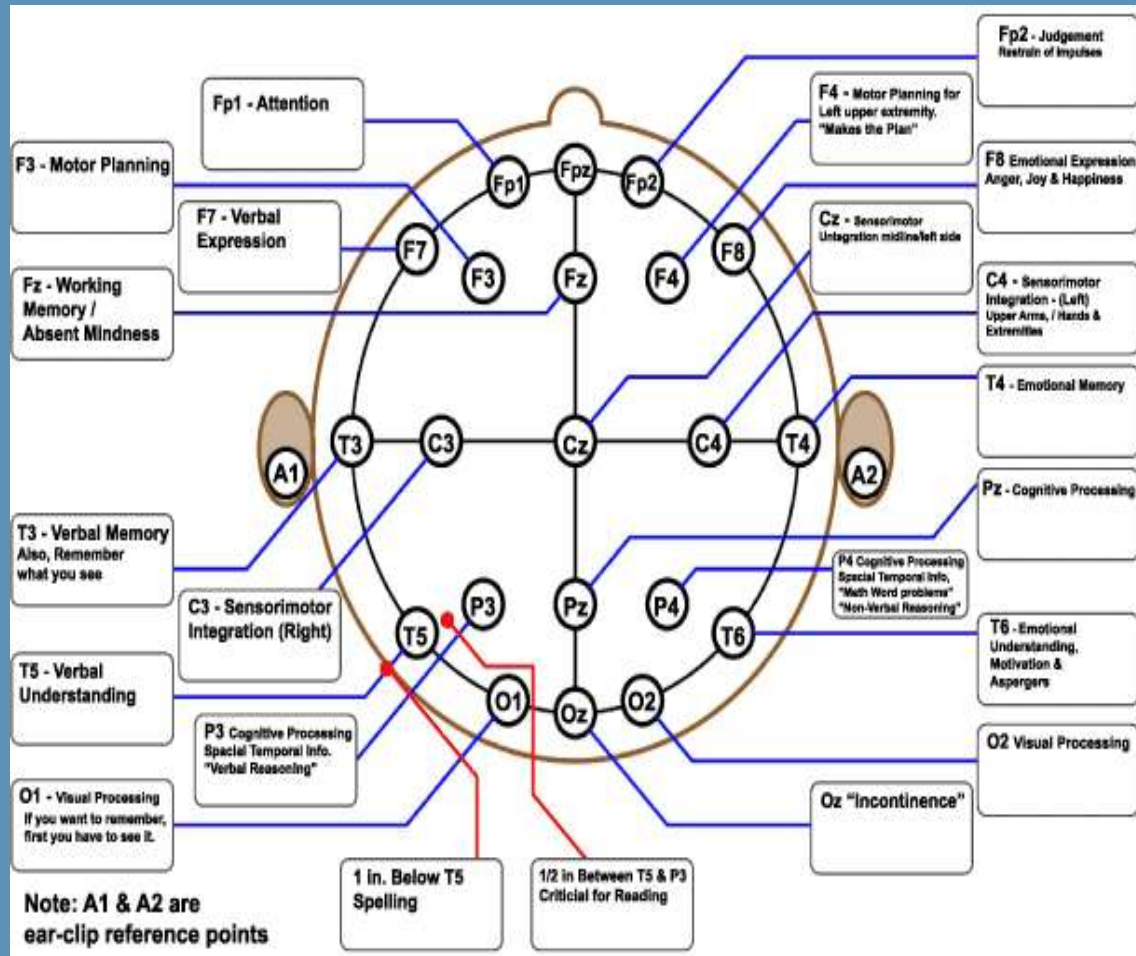 Fp2 - Judgement
Restrain of Impulses
Fp1 - Attention
F4 - Motor Planning for
Left upper extremity.
"Makes the Plan"
F3 - Motor Planning
F8 Emotional Expression
Anger, Joy & Happiness
F7 - Verbal
Expression
Cz - Sensorimotor
Untegration midline/left side
Fz - Working
Memory /
Absent Mindness
C4 - Sensorimotor
Integration - (Left)
Upper Arms, / Hands &
Extremities
T4 - Emotional Memory
Pz - Cognitive Processing
T3 - Verbal Memory
Also, Remember
what you see
P4 Cognitive Processing
Special Temporal Info,
"Math Word problems"
"Non-Verbal Reasoning"
C3 - Sensorimotor
Integration (Right)
T6 - Emotional
Understanding,
Motivation &
Aspergers
T5 - Verbal
Understanding
P3 Cognitive Processing
Special Temporal Info.
"Verbal Reasoning"
O2 Visual Processing
O1 - Visual Processing
If you want to remember,
first you have to see it.
Oz "Incontinence"
1 in. Below T5
Spelling
1/2 in Between T5 & P3
Criticial for Reading
Note: A1 & A2 are
ear-clip reference points
Fp1 Fpz Fp2
F7 F3 Fz F4 F8
A1 T3 C3 Cz C4 T4 A2
T5 P3 Pz P4 T6
O1 Oz O2